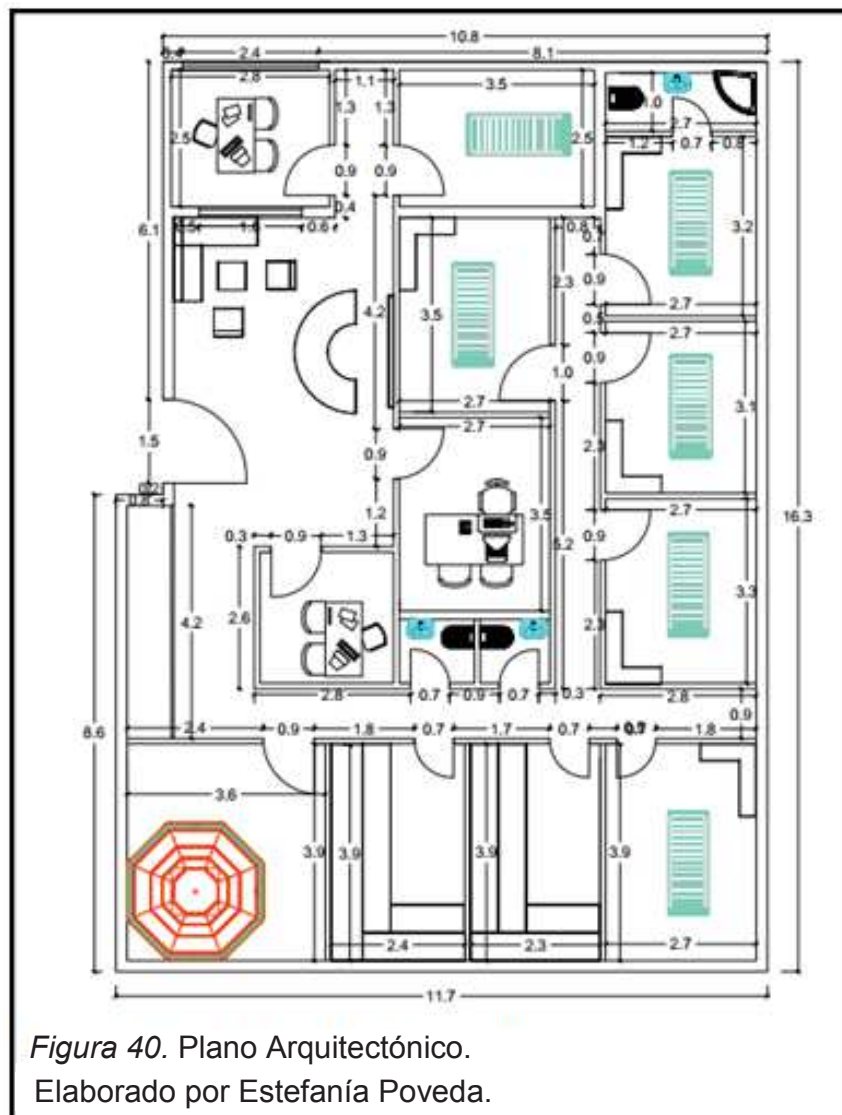 10.8
0.4 2.4 8.1
2.8 1.1 3.5 1.0
1.3 1.3 2.7
2.5 2.5 1.2 0.7 0.8
0.9 0.9
0.4
1.6 0.6 0.8
6.1 3.2
2.3 0.9
4.2 3.5 2.7
2.7
0.9
1.0 3.1
2.7
2.7
1.5 0.9
2.3
1.2 3.5 2.7
0.3 0.9 1.3 0.9 16.3
2.6 3.3
4.2 2.3
2.8 0.7 0.9 0.7 0.3 2.8
8.6 2.4 0.9 1.8 0.7 1.7 0.7 1.8 0.9
3.6
3.9 3.9 3.9 3.9
2.4 2.3 2.7
11.7
Figura 40. Plano Arquitectónico.
Elaborado por Estefanía Poveda.